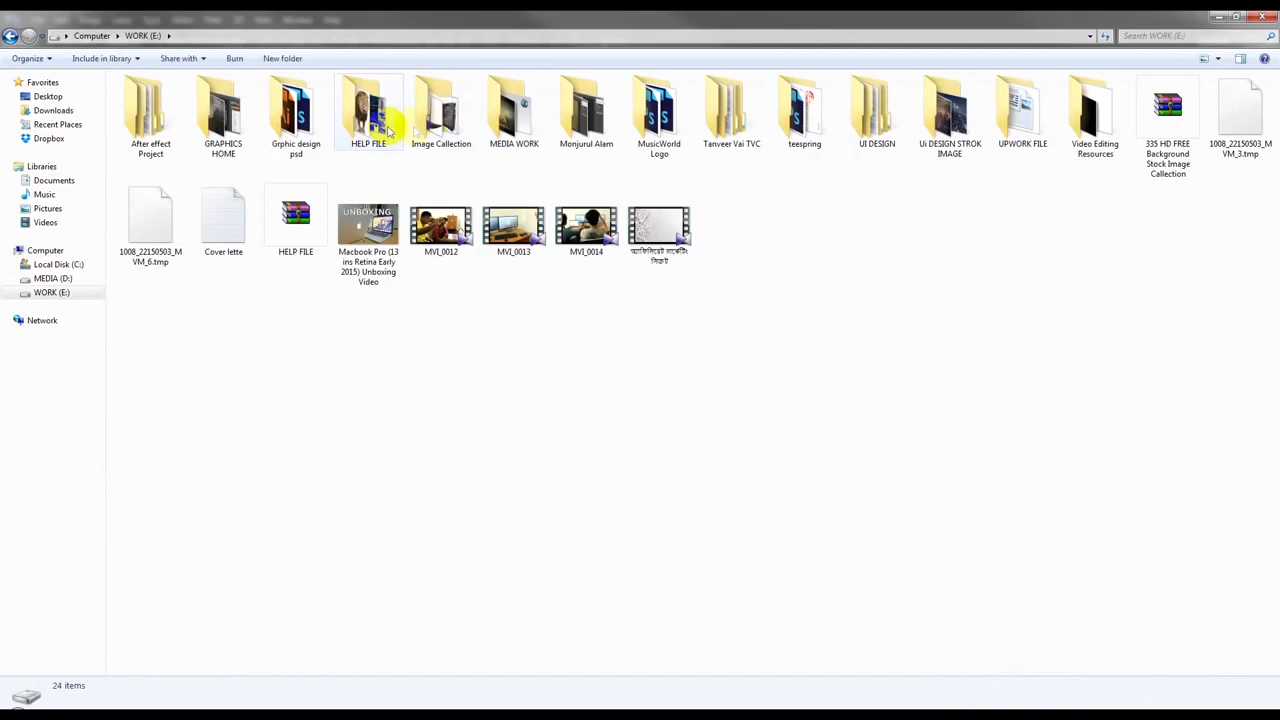 Computer ▸ WORK (E:) ▸
Search WORK (E:)
Organize
Include in library
Share with
Burn
New folder
Favorites
Desktop
Downloads
Recent Places
Dropbox
Libraries
Documents
Music
Pictures
Videos
Computer
Local Disk (C:)
MEDIA (D:)
WORK (E:)
Network
After effect
Project
GRAPHICS
HOME
Grphic design
psd
HELP FILE
Image Collection
MEDIA WORK
Monjurul Alam
MusicWorld
Logo
Tanveer Vai TVC
teespring
UI DESIGN
Ui DESIGN STROK
IMAGE
UPWORK FILE
Video Editing
Resources
335 HD FREE
Background
Stock Image
Collection
1008_22150503_M
VM_3.tmp
1008_22150503_M
VM_6.tmp
Cover lette
HELP FILE
UNBOXING
Macbook Pro (13
ins Retina Early
2015) Unboxing
Video
MVI_0012
MVI_0013
MVI_0014
অ্যাফিলিয়েট মার্কেটিং
সিক্রেট
24 items